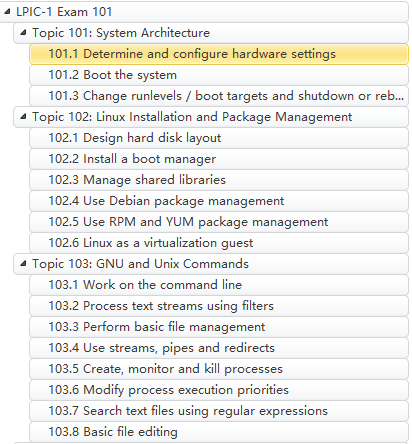 LPIC-1 Exam 101
Topic 101: System Architecture
101.1 Determine and configure hardware settings
101.2 Boot the system
101.3 Change runlevels / boot targets and shutdown or reb...
Topic 102: Linux Installation and Package Management
102.1 Design hard disk layout
102.2 Install a boot manager
102.3 Manage shared libraries
102.4 Use Debian package management
102.5 Use RPM and YUM package management
102.6 Linux as a virtualization guest
Topic 103: GNU and Unix Commands
103.1 Work on the command line
103.2 Process text streams using filters
103.3 Perform basic file management
103.4 Use streams, pipes and redirects
103.5 Create, monitor and kill processes
103.6 Modify process execution priorities
103.7 Search text files using regular expressions
103.8 Basic file editing